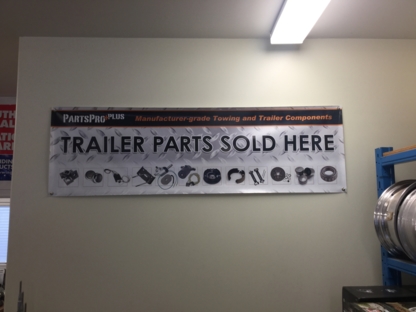 PARTSPRO PLUS Manufacturer-grade Towing and Trailer Components
TRAILER PARTS SOLD HERE